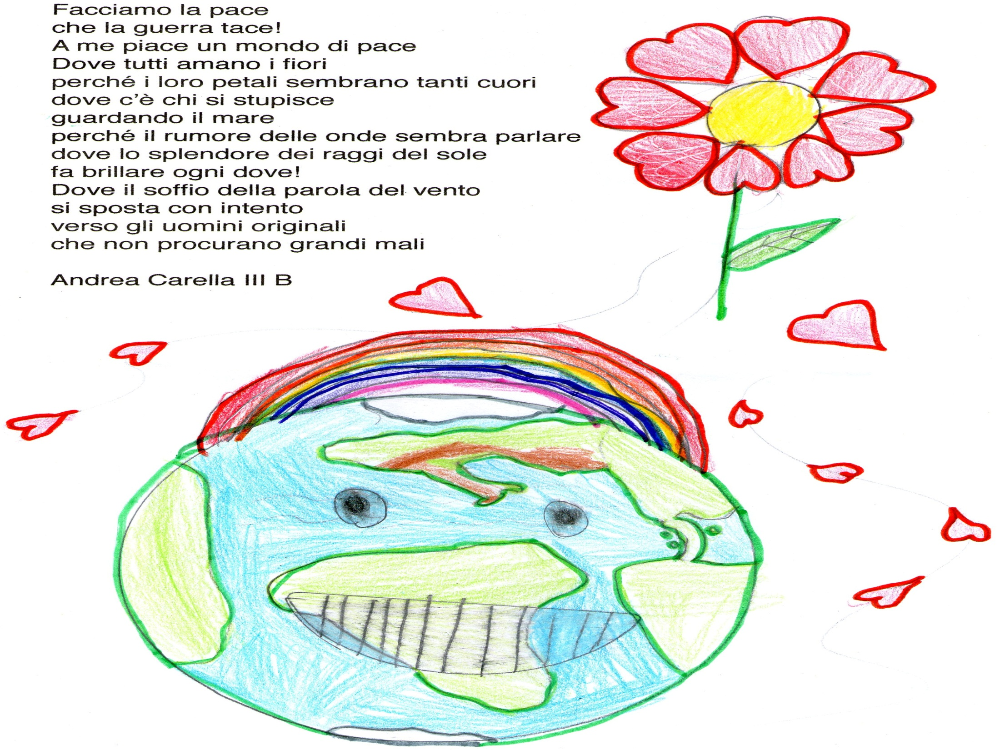 Facciamo la pace
che la guerra tace!
A me piace un mondo di pace
Dove tutti amano i fiori
perché i loro petali sembrano tanti cuori
dove c'è chi si stupisce
guardando il mare
perché il rumore delle onde sembra parlare
dove lo splendore dei raggi del sole
fa brillare ogni dove!
Dove il soffio della parola del vento
si sposta con intento
verso gli uomini originali
che non procurano grandi mali
Andrea Carella III B